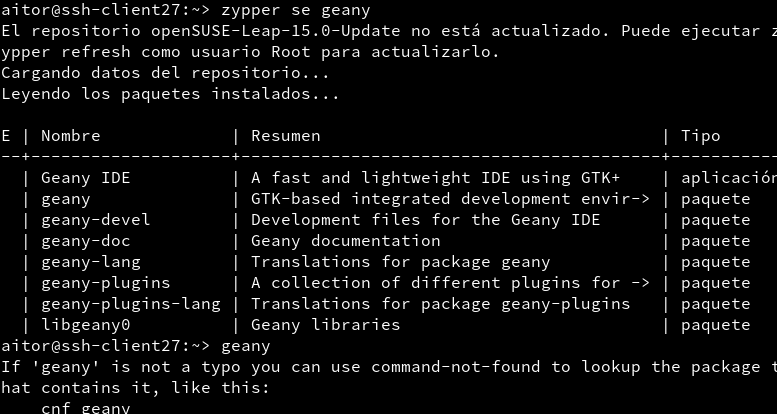 aitor@ssh-client27:~> zypper se geany
El repositorio openSUSE-Leap-15.0-Update no está actualizado. Puede ejecutar z
ypper refresh como usuario Root para actualizarlo.
Cargando datos del repositorio...
Leyendo los paquetes instalados...

E | Nombre             | Resumen                                  | Tipo
--+--------------------+------------------------------------------+-----------
  | Geany IDE          | A fast and lightweight IDE using GTK+    | aplicación
  | geany              | GTK-based integrated development envir-> | paquete
  | geany-devel        | Development files for the Geany IDE      | paquete
  | geany-doc          | Geany documentation                      | paquete
  | geany-lang         | Translations for package geany           | paquete
  | geany-plugins      | A collection of different plugins for -> | paquete
  | geany-plugins-lang | Translations for package geany-plugins   | paquete
  | libgeany0          | Geany libraries                          | paquete
aitor@ssh-client27:~> geany
If 'geany' is not a typo you can use command-not-found to lookup the package t
hat contains it, like this:
    cnf geany